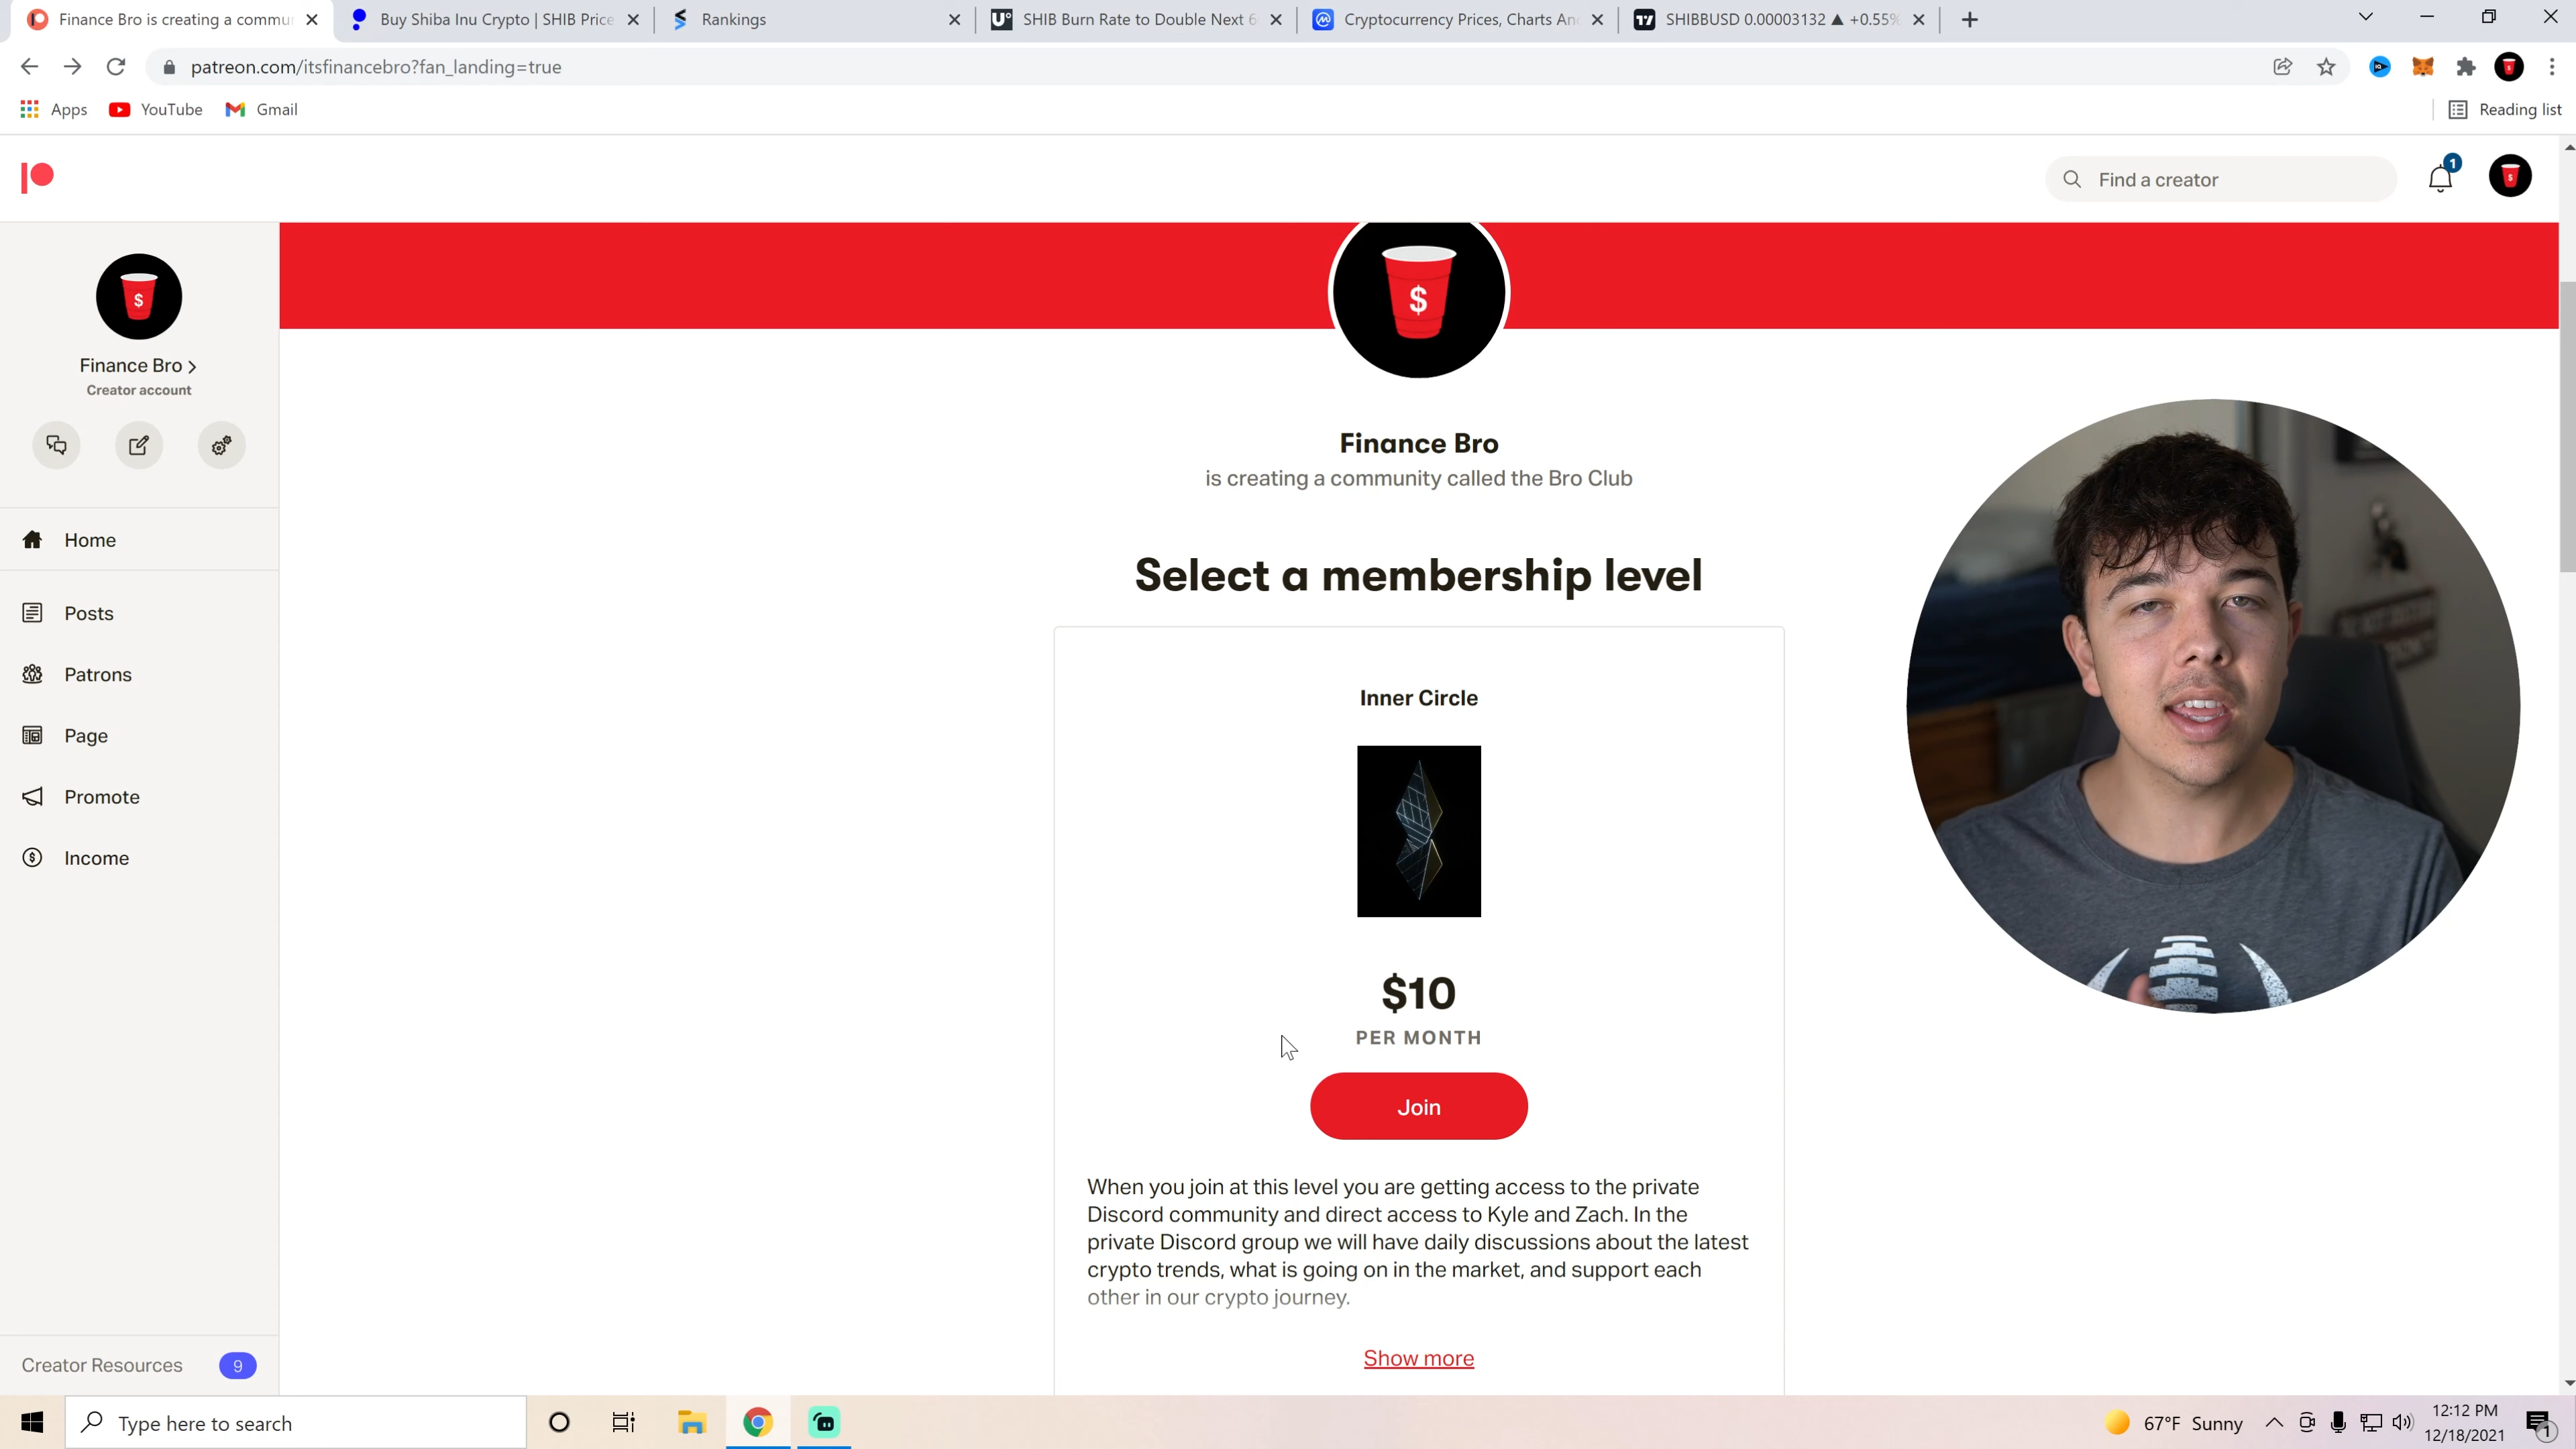 Finance Bro is creating a commu
Buy Shiba Inu Crypto | SHIB Price
Rankings
SHIB Burn Rate to Double Next 6
Cryptocurrency Prices, Charts An
SHIBBUSD 0.00003132 ▲ +0.55%
patreon.com/itsfinancebro?fan_landing=true
Apps
YouTube
Gmail
Reading list
Find a creator
1
$
Finance Bro >
Creator account
Home
Posts
Patrons
Page
Promote
Income
Creator Resources 9
$
Finance Bro
is creating a community called the Bro Club
Select a membership level
Inner Circle
$10
PER MONTH
Join
When you join at this level you are getting access to the private
Discord community and direct access to Kyle and Zach. In the
private Discord group we will have daily discussions about the latest
crypto trends, what is going on in the market, and support each
other in our crypto journey.
Show more
Type here to search
67°F Sunny
12:12 PM
12/18/2021
1